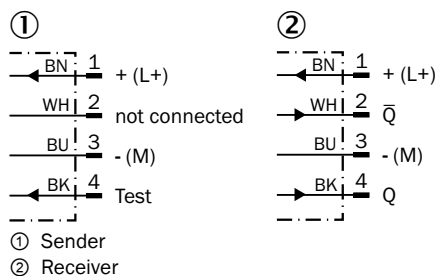 ① ②
BN 1 + (L+) BN 1 + (L+)
WH 2 not connected WH 2 Q̅
BU 3 - (M) BU 3 - (M)
BK 4 Test BK 4 Q
① Sender
② Receiver